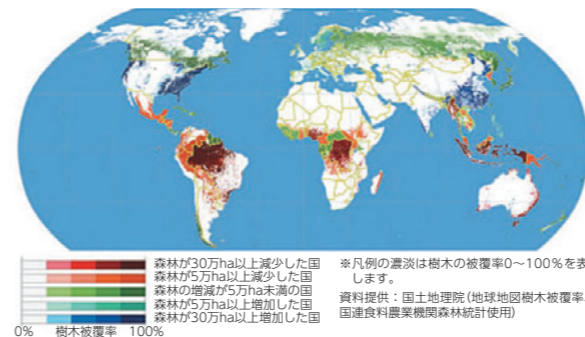 森林が30万ha以上減少した国
森林が5万ha以上減少した国
森林の増減が5万ha未満の国
森林が5万ha以上増加した国
森林が30万ha以上増加した国
0% 樹木被覆率 100%
※凡例の濃淡は樹木の被覆率0～100％を表
します。
資料提供：国土地理院(地球地図樹木被覆率、
国連食料農業機関森林統計使用)